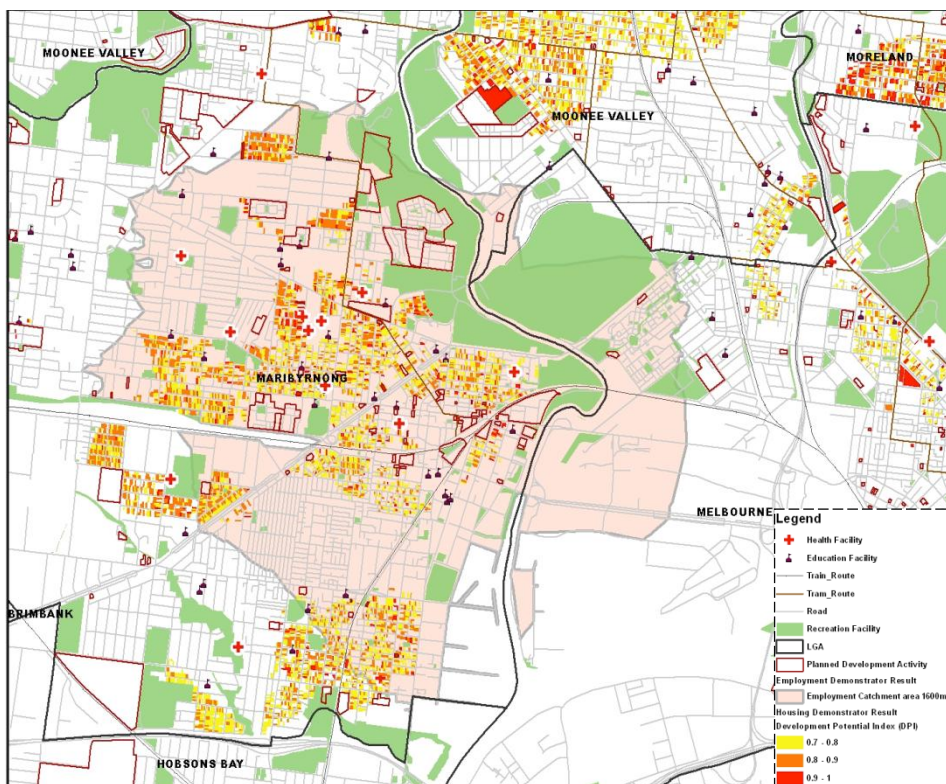 MOONEE VALLEY
MORELAND
MOONEE VALLEY
MARIBYRNONG
MELBOURNE
BRIMBANK
HOBSONS BAY
Legend
Health Facility
Education Facility
Train_Route
Tram_Route
Road
Recreation Facility
LGA
Planned Development Activity
Employment Demonstrator Result
Employment Catchment area 1600m
Housing Demonstrator Result
Development Potential Index (DPI)
0.7 - 0.8
0.8 - 0.9
0.9 - 1